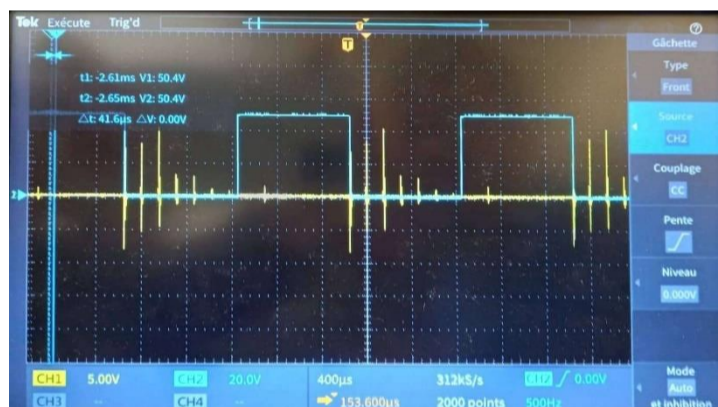 Tek Exécute Trig'd
T
T
Gâchette
t1: -2.61ms V1: 50.4V
t2: -2.65ms V2: 50.4V
Δt: 41.6µs ΔV: 0.00V
Type
Front
Source
CH2
Couplage
CC
Pente
2
Niveau
0.000V
CH1 5.00V CH2 20.0V 400µs 312kS/s CH2 0.00V
CH3 -- CH4 -- 153.600µs 2000 points 500Hz
Mode
Auto
et inhibition